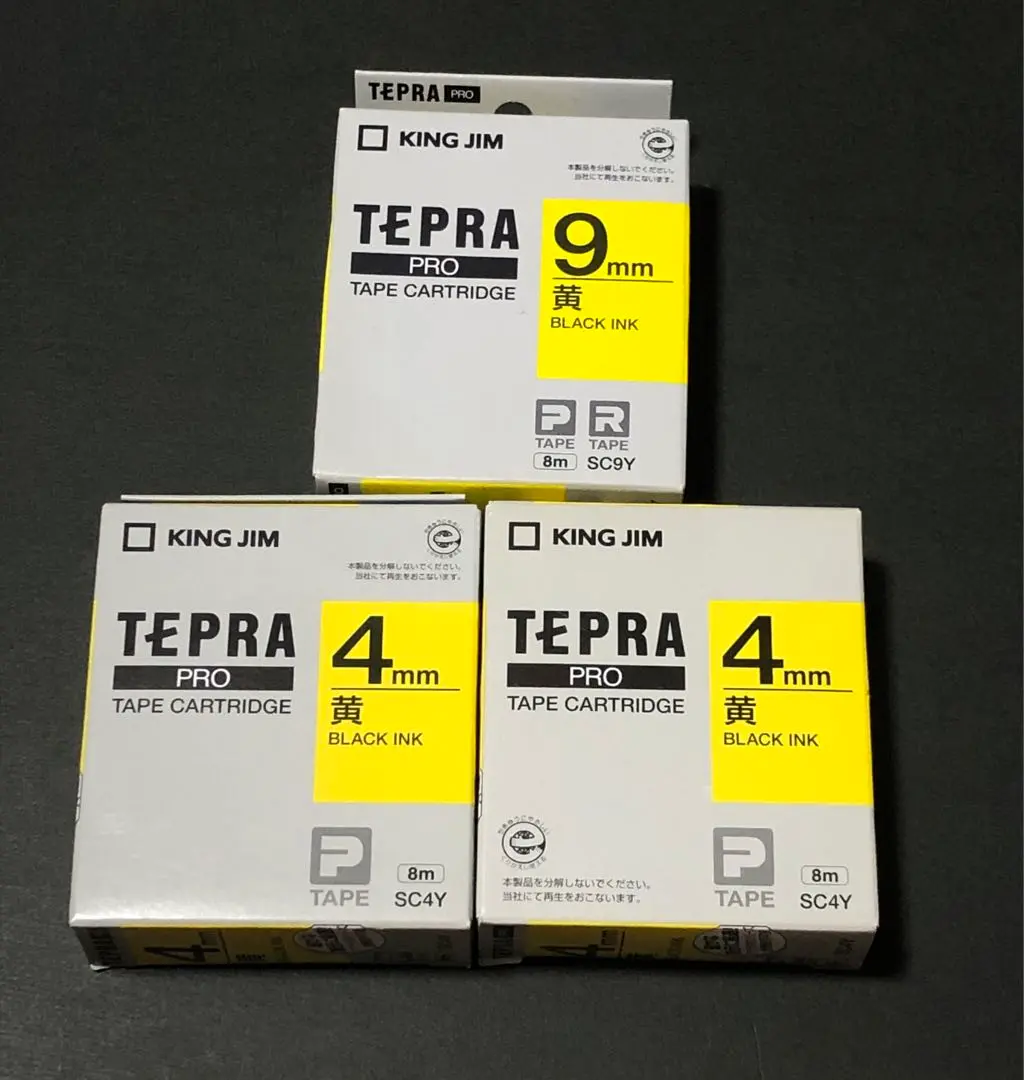 TEPRA PRO
KING JIM
本製品を分解しないでください。
当社にて再生をおこないます。
TEPRA
PRO
TAPE CARTRIDGE
9mm
黄
BLACK INK
P R
TAPE TAPE
8m SC9Y
KING JIM
本製品を分解しないでください。
当社にて再生をおこないます。
TEPRA
PRO
TAPE CARTRIDGE
4mm
黄
BLACK INK
P
TAPE
8m
SC4Y
4mm
KING JIM
TEPRA
PRO
TAPE CARTRIDGE
4mm
黄
BLACK INK
本製品を分解しないでください。
当社にて再生をおこないます。
P
TAPE
8m
SC4Y
4mm